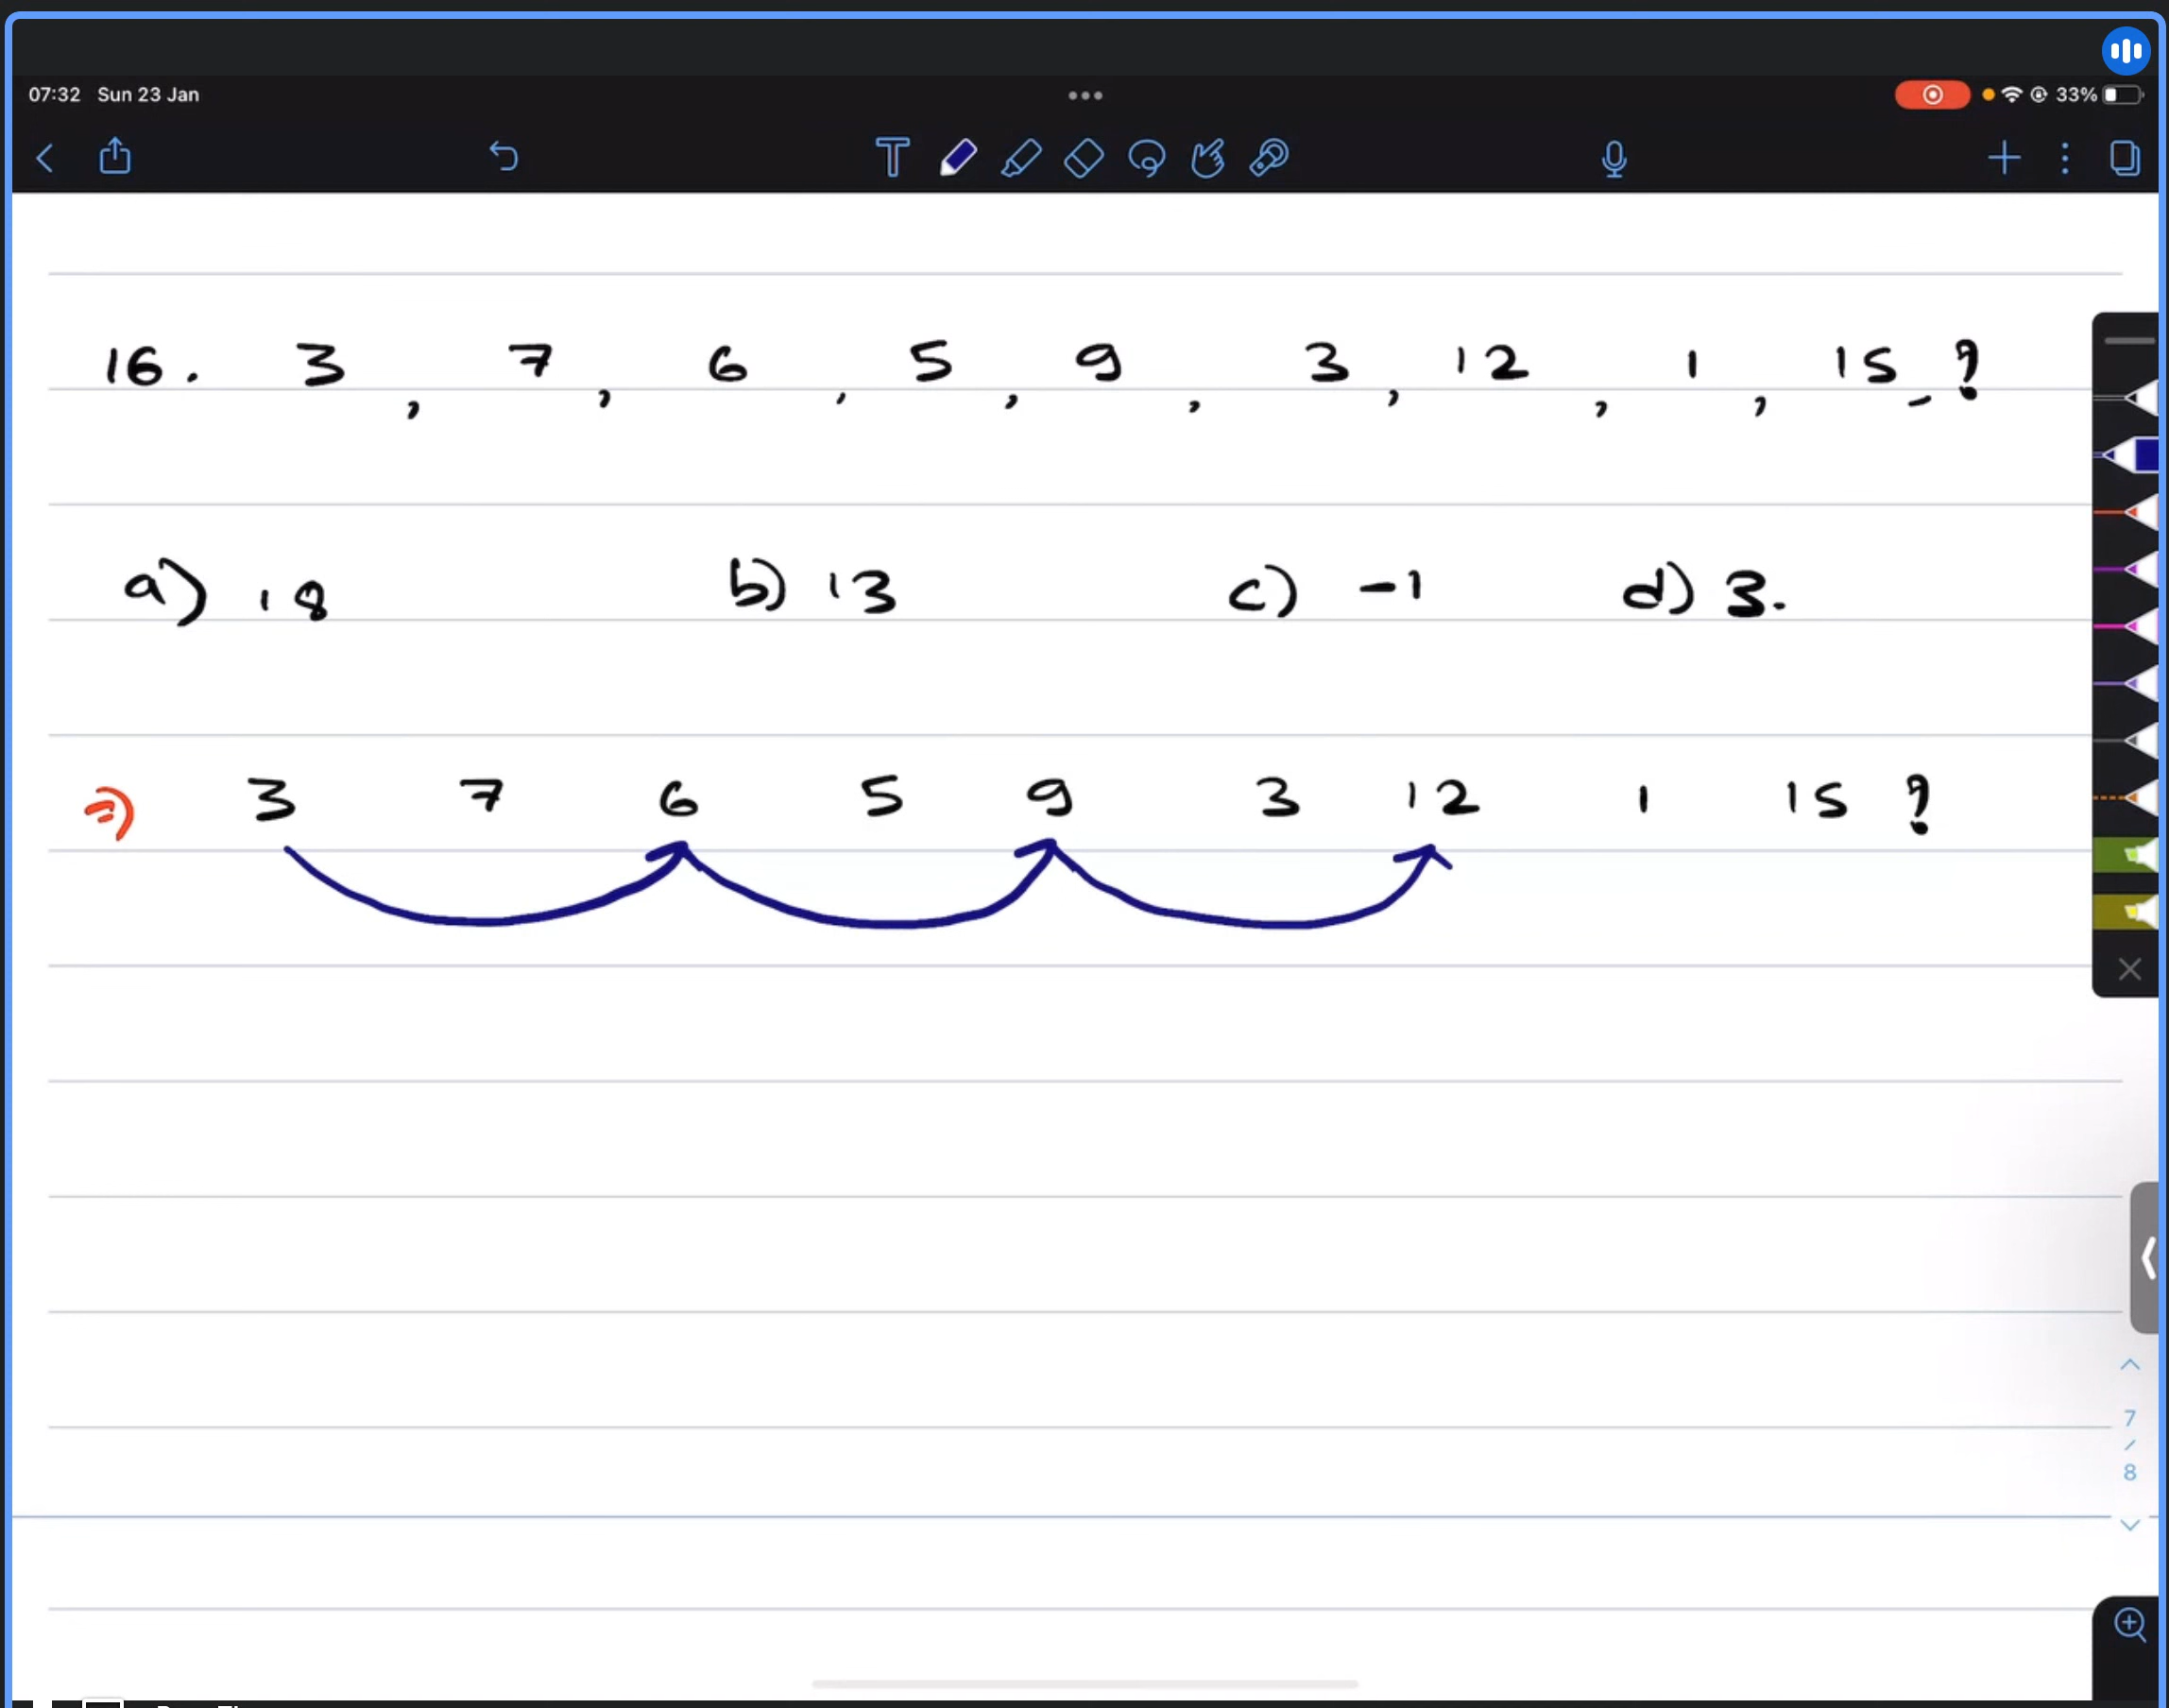 07:32 Sun 23 Jan
33%
16. 3 , 7 , 6 , 5 , 9 , 3 , 12 , 1 , 15 , ?
a) 18 b) 13 c) -1 d) 3.
⇒ 3 7 6 5 9 3 12 1 15 ?
7
/
8